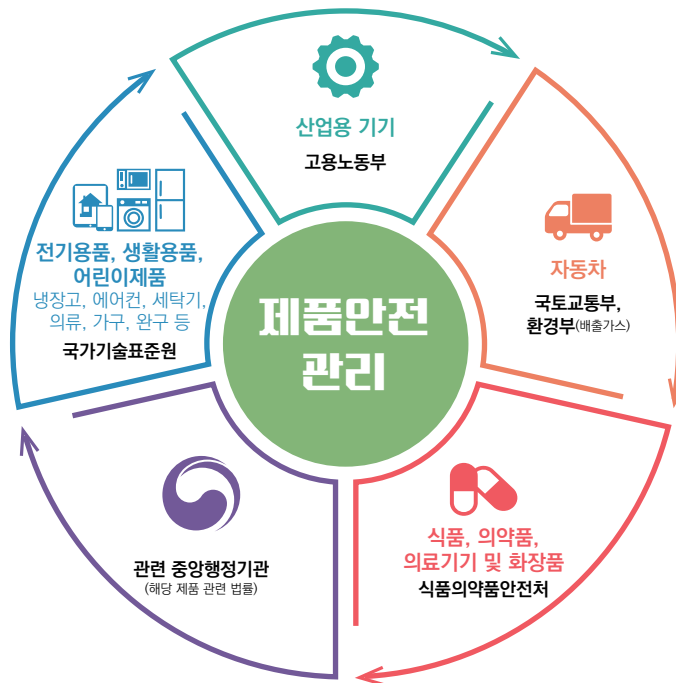 산업용 기기
고용노동부
전기용품, 생활용품,
어린이제품
냉장고, 에어컨, 세탁기,
의류, 가구, 완구 등
국가기술표준원
자동차
국토교통부,
환경부(배출가스)
제품안전
관리
관련 중앙행정기관
(해당 제품 관련 법률)
식품, 의약품,
의료기기 및 화장품
식품의약품안전처